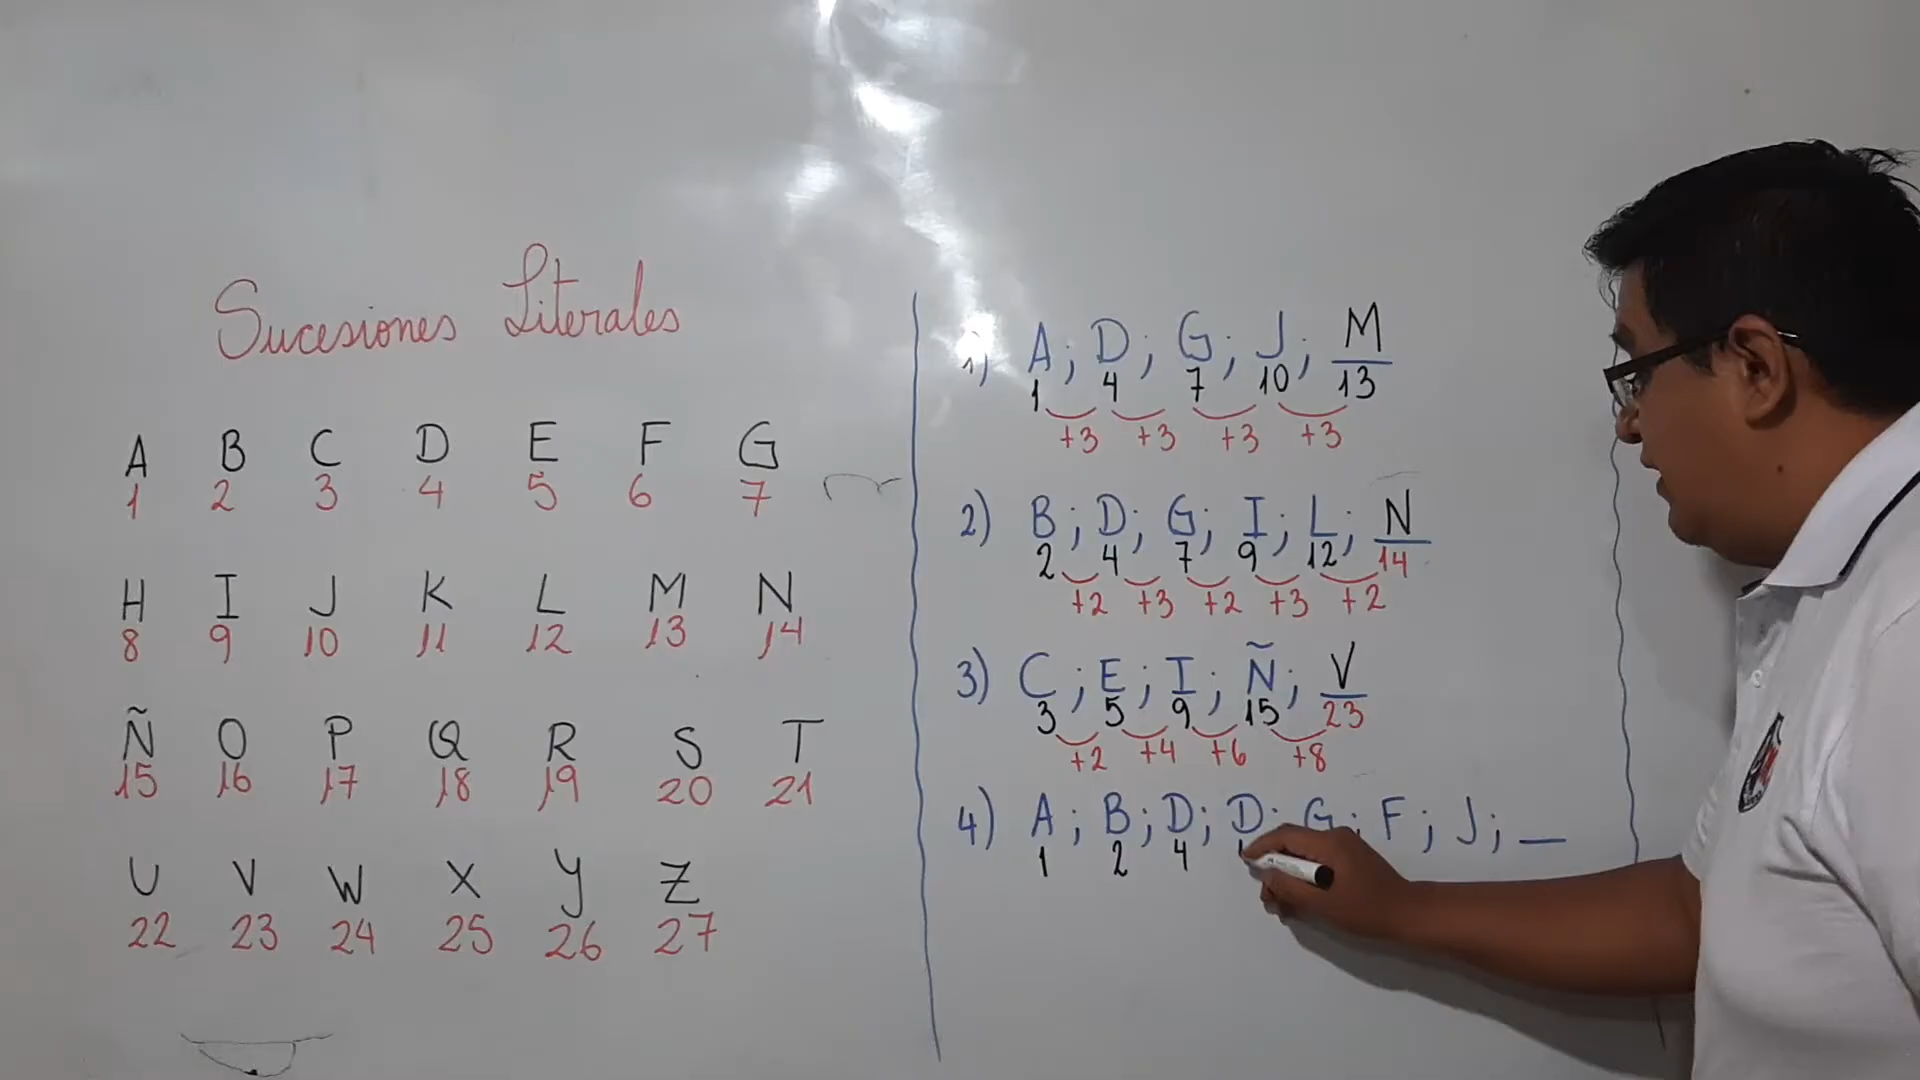 Sucesiones Literales
A B C D E F G
1 2 3 4 5 6 7
H I J K L M N
8 9 10 11 12 13 14
Ñ O P Q R S T
15 16 17 18 19 20 21
U V W X Y Z
22 23 24 25 26 27
1) A ; D ; G ; J ; M
1 4 7 10 13
+3 +3 +3 +3
2) B ; D ; G ; I ; L ; N
2 4 7 9 12 14
+2 +3 +2 +3 +2
3) C ; E ; I ; Ñ ; V
3 5 9 15 23
+2 +4 +6 +8
4) A ; B ; D ; D ; G ; F ; J ; _
1 2 4